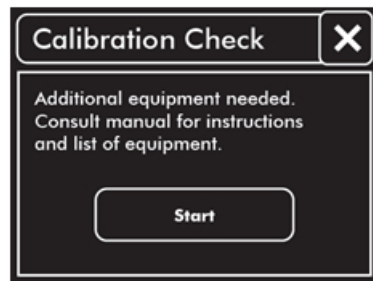 Calibration Check
Additional equipment needed.
Consult manual for instructions
and list of equipment.
Start